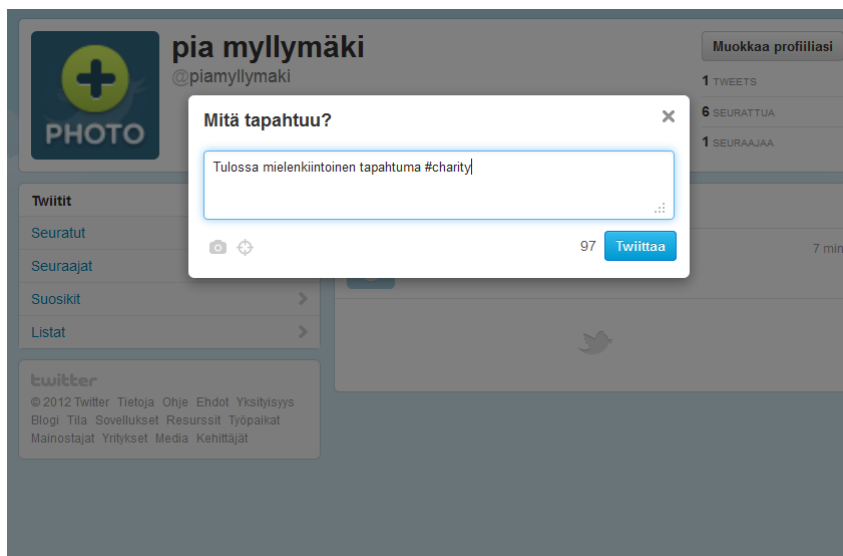 pia myllymäki
@piamyllymaki
PHOTO
Muokkaa profiiliasi
1 TWEETS
6 SEURATTUA
1 SEURAAJAA
Mitä tapahtuu?
Tulossa mielenkiintoinen tapahtuma #charity
97 Twiittaa
Twiitit
Seuratut
Seuraajat
Suosikit
Listat
7 min
twitter
© 2012 Twitter Tietoja Ohje Ehdot Yksityisyys
Blogi Tila Sovellukset Resurssit Työpaikat
Mainostajat Yritykset Media Kehittäjät